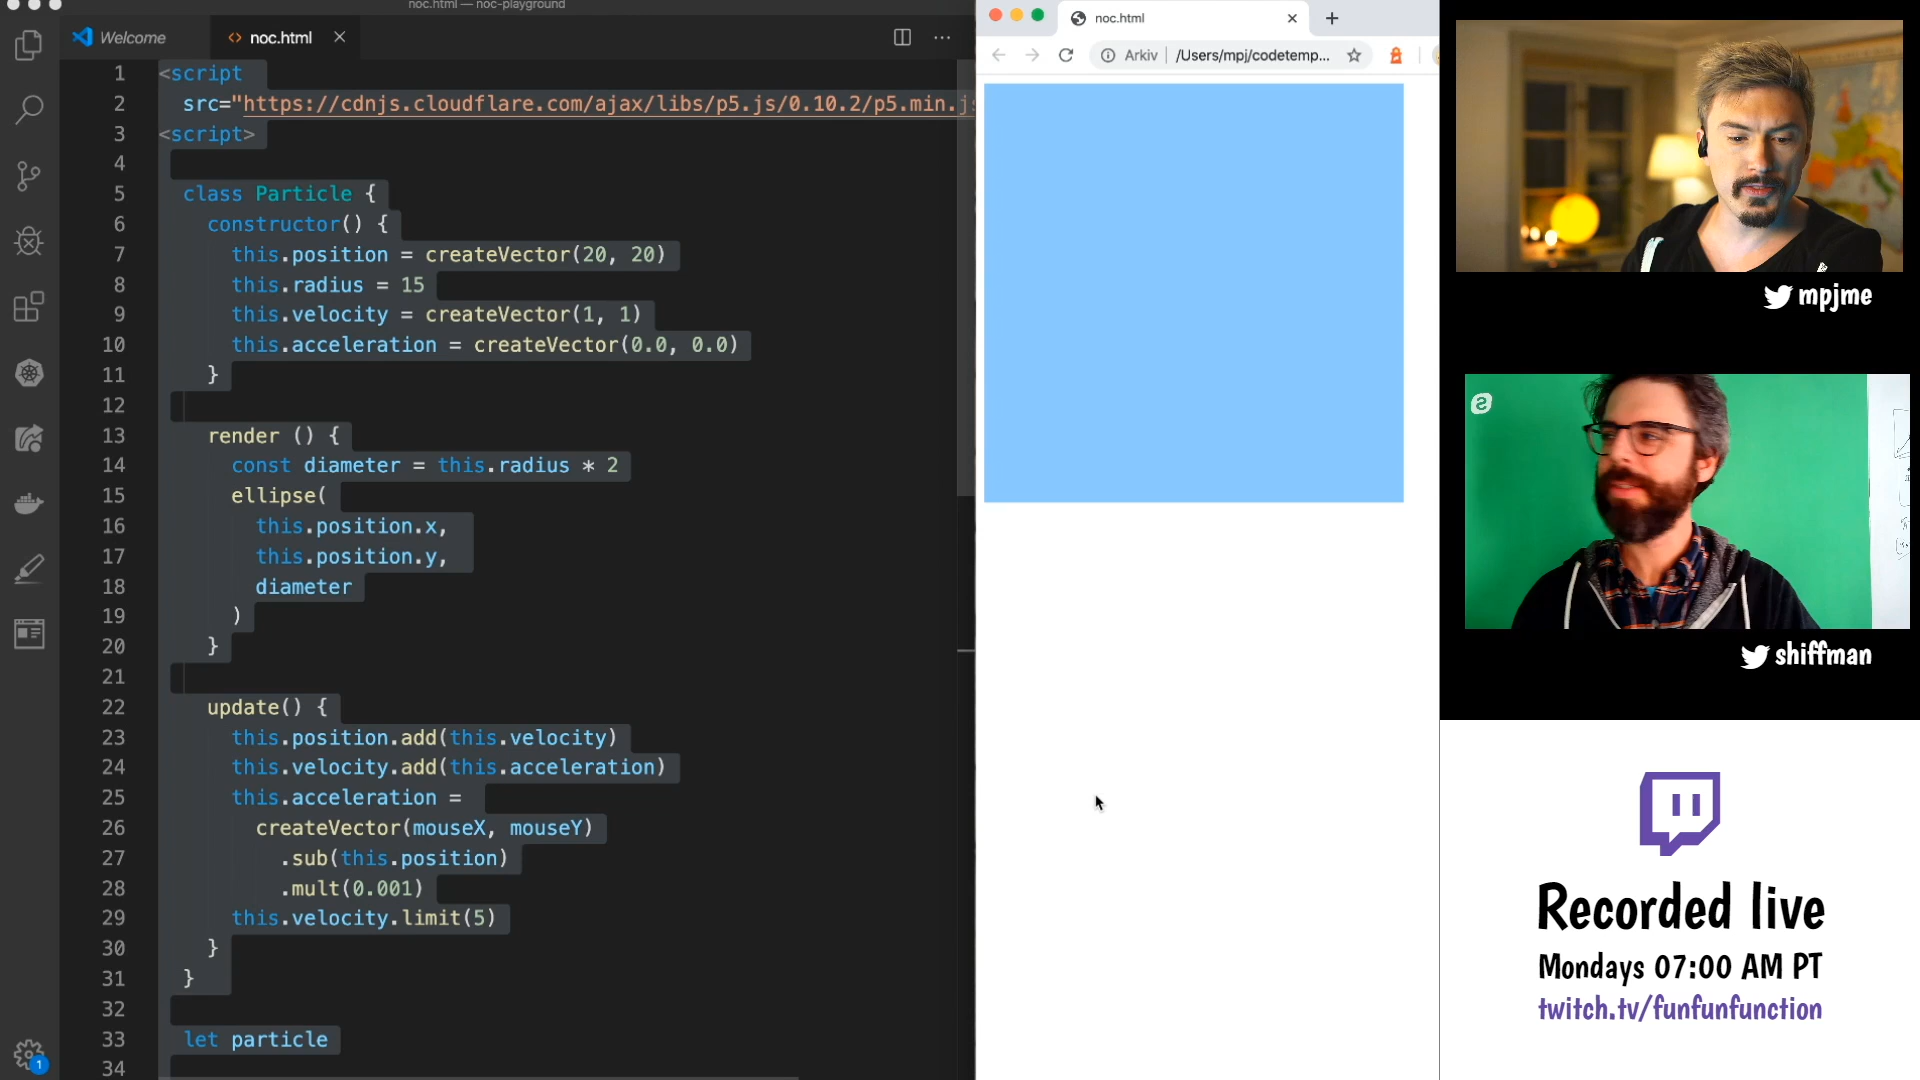 noc.html — noc-playground
Welcome
noc.html
1 <script
2 src="https://cdnjs.cloudflare.com/ajax/libs/p5.js/0.10.2/p5.min.js
3 <script>
4
5 class Particle {
6 constructor() {
7 this.position = createVector(20, 20)
8 this.radius = 15
9 this.velocity = createVector(1, 1)
10 this.acceleration = createVector(0.0, 0.0)
11 }
12
13 render () {
14 const diameter = this.radius * 2
15 ellipse(
16 this.position.x,
17 this.position.y,
18 diameter
19 )
20 }
21
22 update() {
23 this.position.add(this.velocity)
24 this.velocity.add(this.acceleration)
25 this.acceleration =
26 createVector(mouseX, mouseY)
27 .sub(this.position)
28 .mult(0.001)
29 this.velocity.limit(5)
30 }
31 }
32
33 let particle
34
1
noc.html
Arkiv /Users/mpj/codetemp...
mpjme
shiffman
Recorded live
Mondays 07:00 AM PT
twitch.tv/funfunfunction